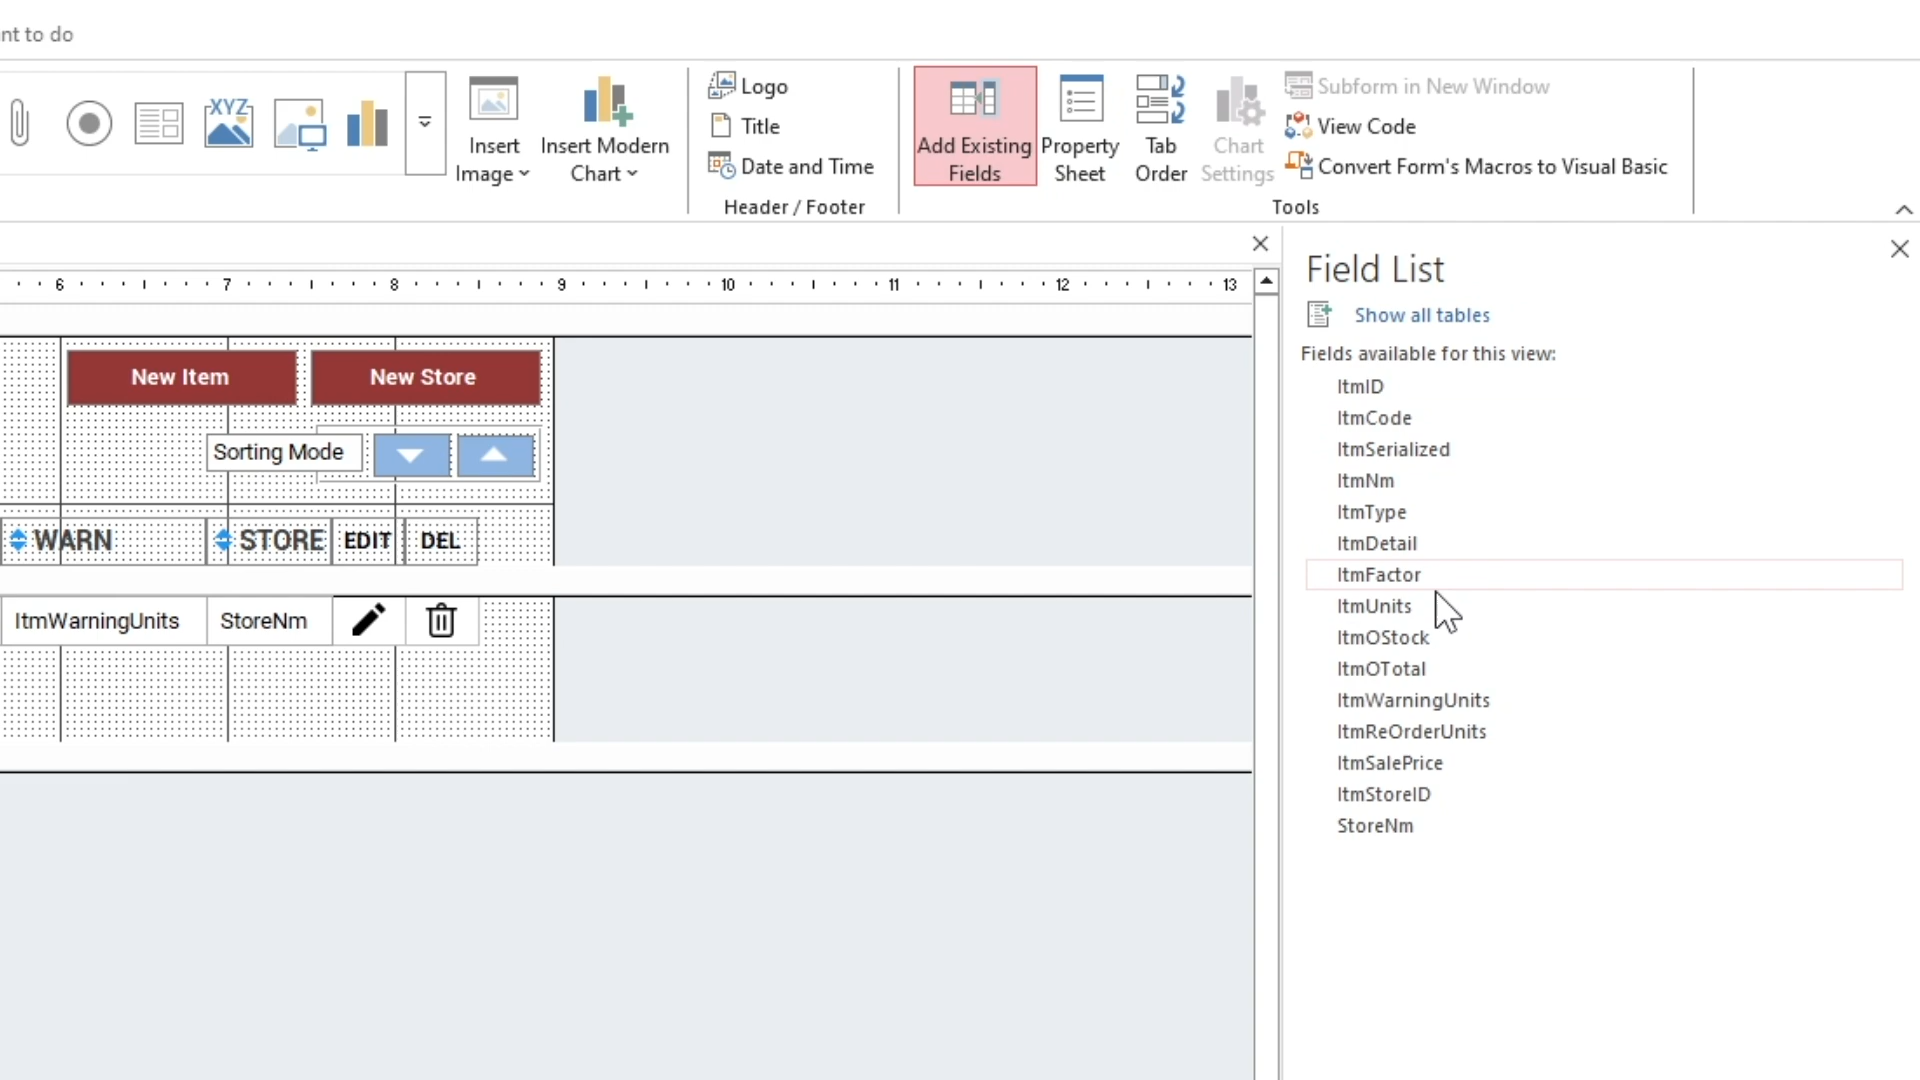 nt to do
XYZ
Insert
Image
Insert Modern
Chart
Logo
Title
Date and Time
Header / Footer
Add Existing
Fields
Property
Sheet
Tab
Order
Chart
Settings
Subform in New Window
View Code
Convert Form's Macros to Visual Basic
Tools
6 7 8 9 10 11 12 13
New Item New Store
Sorting Mode
WARN STORE EDIT DEL
ItmWarningUnits StoreNm
Field List
Show all tables
Fields available for this view:
ItmID
ItmCode
ItmSerialized
ItmNm
ItmType
ItmDetail
ItmFactor
ItmUnits
ItmOStock
ItmOTotal
ItmWarningUnits
ItmReOrderUnits
ItmSalePrice
ItmStoreID
StoreNm